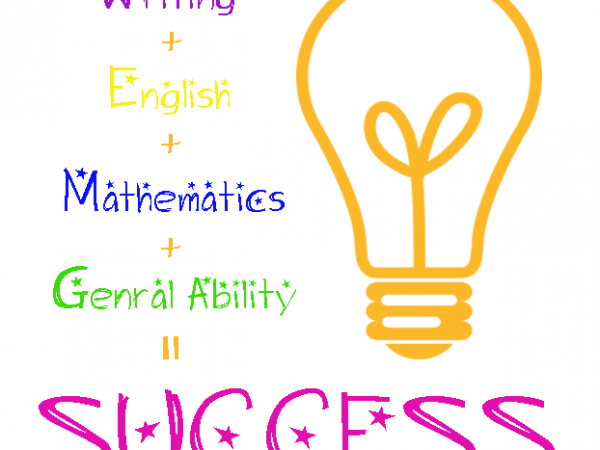 Writing
+
English
+
Mathematics
+
Genral Ability
=
SUCCESS